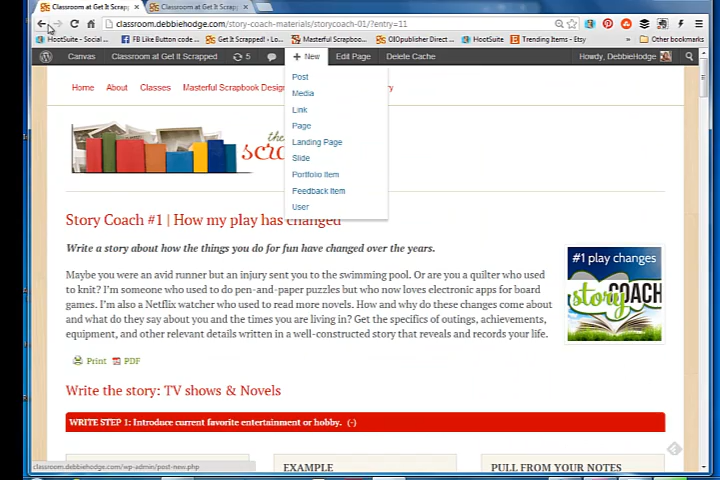 Classroom at Get It Scrapp
Classroom at Get It Scrapp
classroom.debbiehodge.com/story-coach-materials/storycoach-01/?entry=11
HootSuite - Social ...
FB Like Button code ...
Get It Scrapped! - Lo...
Masterful Scrapbook...
OIOpublisher Direct ...
HootSuite
Trending Items - Etsy
» Other bookmarks
Canvas
Classroom at Get It Scrapped
5
+ New
Edit Page
Delete Cache
Howdy, DebbieHodge
Home
About
Classes
Masterful Scrapbook Design
Post
Media
Link
Page
Landing Page
Slide
Portfolio Item
Feedback Item
User
the
scr
Story Coach #1 | How my play has changed
Write a story about how the things you do for fun have changed over the years.
Maybe you were an avid runner but an injury sent you to the swimming pool. Or are you a quilter who used
to knit? I'm someone who used to do pen-and-paper puzzles but who now loves electronic apps for board
games. I'm also a Netflix watcher who used to read more novels. How and why do these changes come about
and what do they say about you and the times you are living in? Get the specifics of outings, achievements,
equipment, and other relevant details written in a well-constructed story that reveals and records your life.
#1 play changes
story COACH
Print PDF
Write the story: TV shows & Novels
WRITE STEP 1: Introduce current favorite entertainment or hobby. (-)
EXAMPLE
PULL FROM YOUR NOTES
classroom.debbiehodge.com/wp-admin/post-new.php